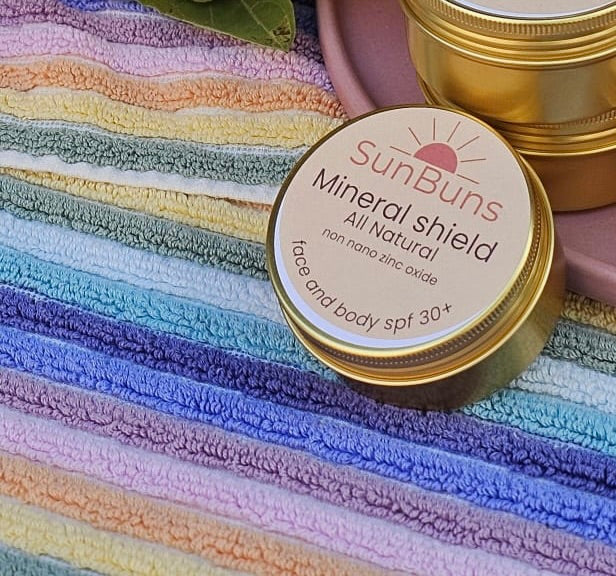 SunBuns
Mineral shield
All Natural
non nano zinc oxide
face and body spf 30+